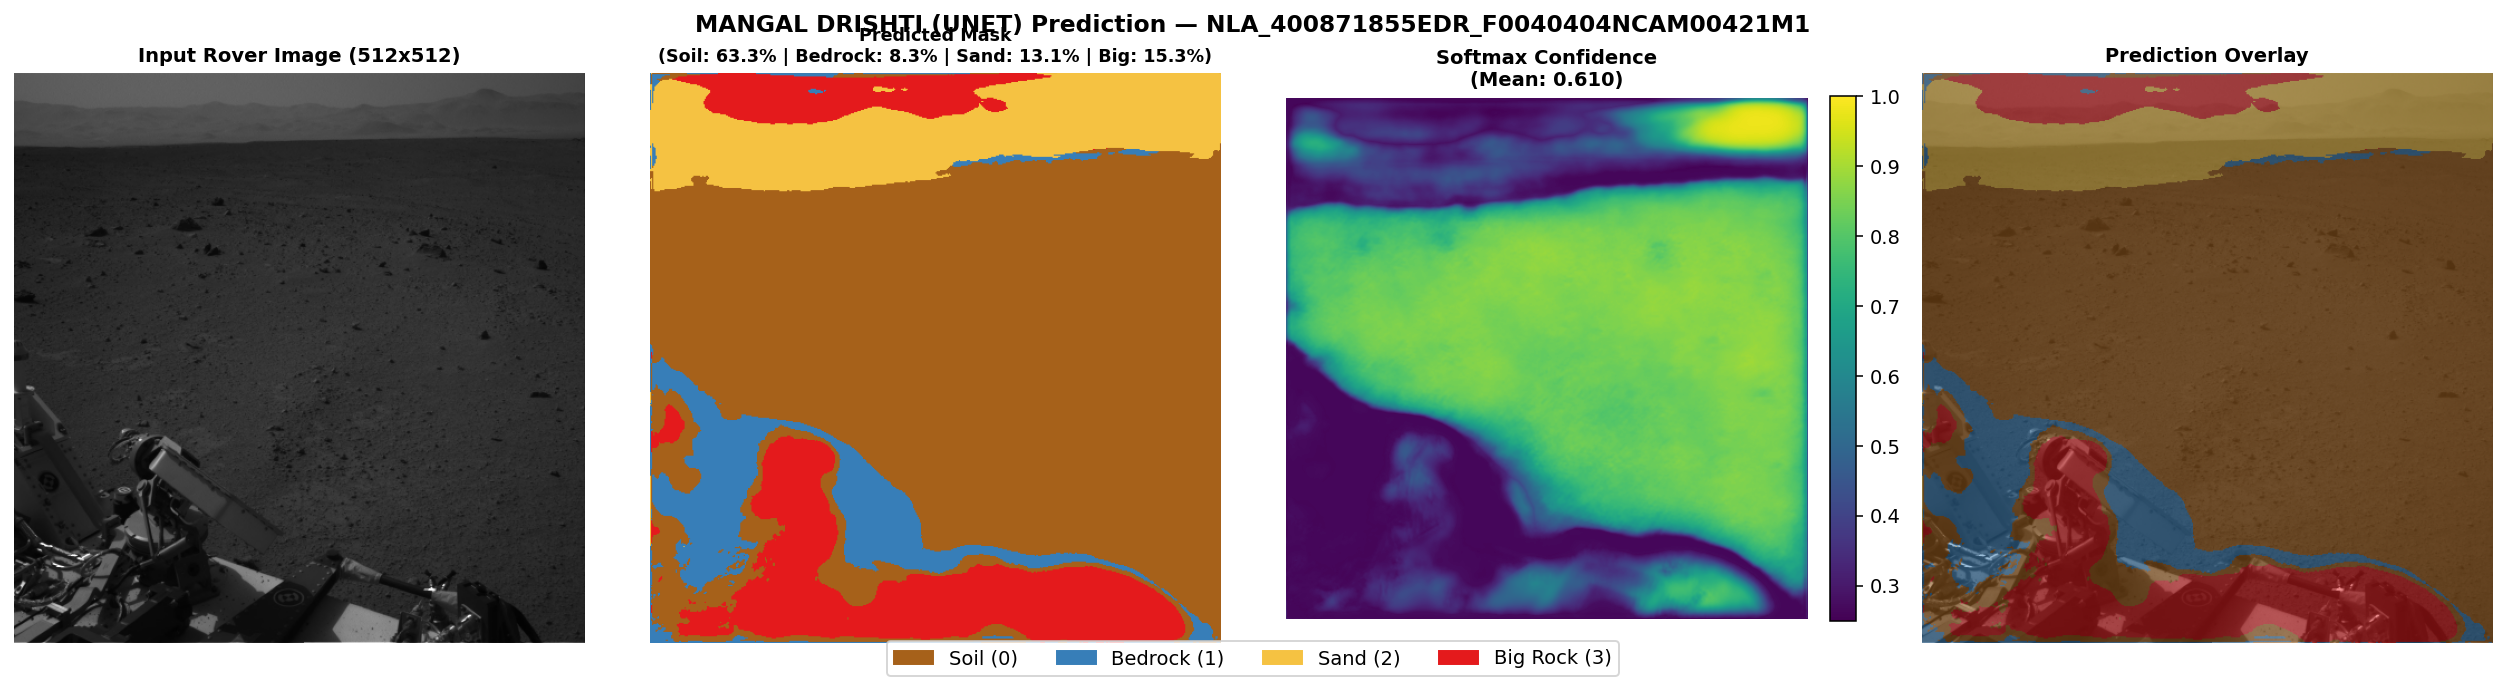 MANGAL DRISHTI (UNET) Prediction — NLA_400871855EDR_F0040404NCAM00421M1
Input Rover Image (512x512)
Predicted Mask
(Soil: 63.3% | Bedrock: 8.3% | Sand: 13.1% | Big: 15.3%)
Softmax Confidence
(Mean: 0.610)
Prediction Overlay
1.0
0.9
0.8
0.7
0.6
0.5
0.4
0.3
Soil (0)
Bedrock (1)
Sand (2)
Big Rock (3)